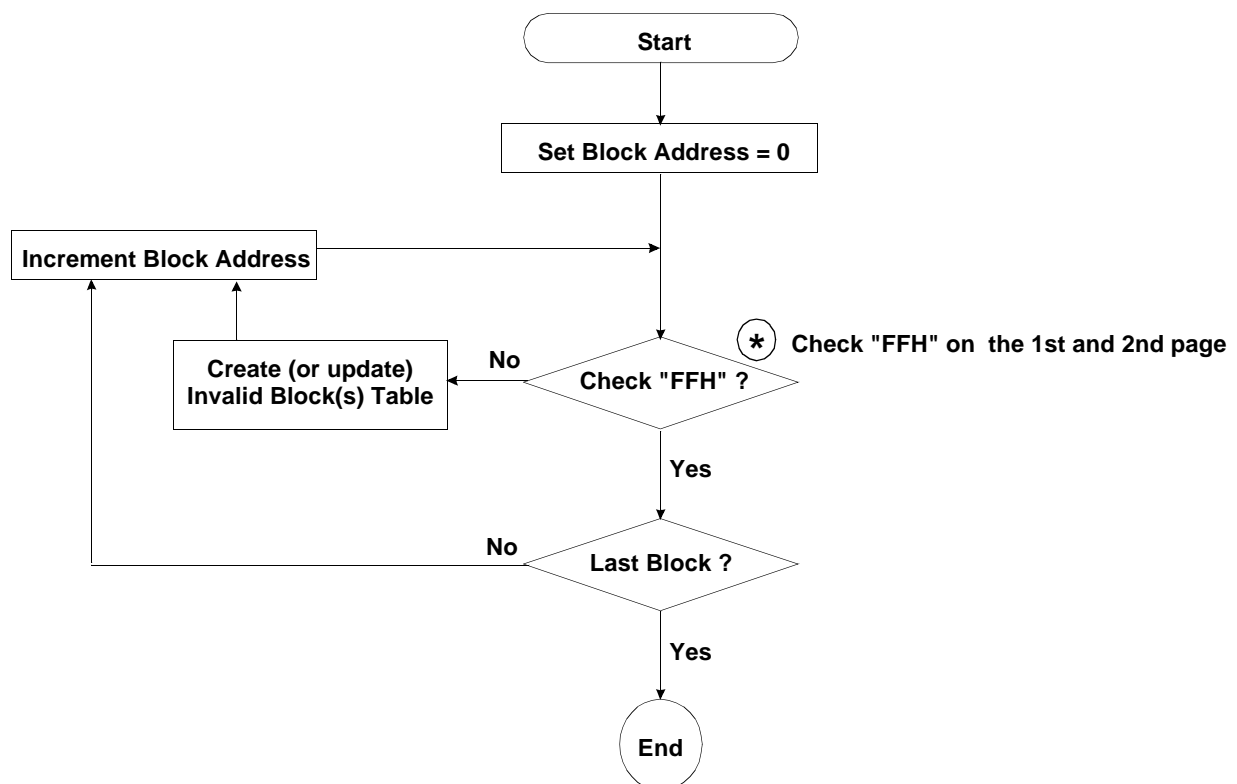 Start
Set Block Address = 0
Increment Block Address
* Check "FFH" on the 1st and 2nd page
Create (or update)
Invalid Block(s) Table
No
Check "FFH" ?
Yes
No
Last Block ?
Yes
End